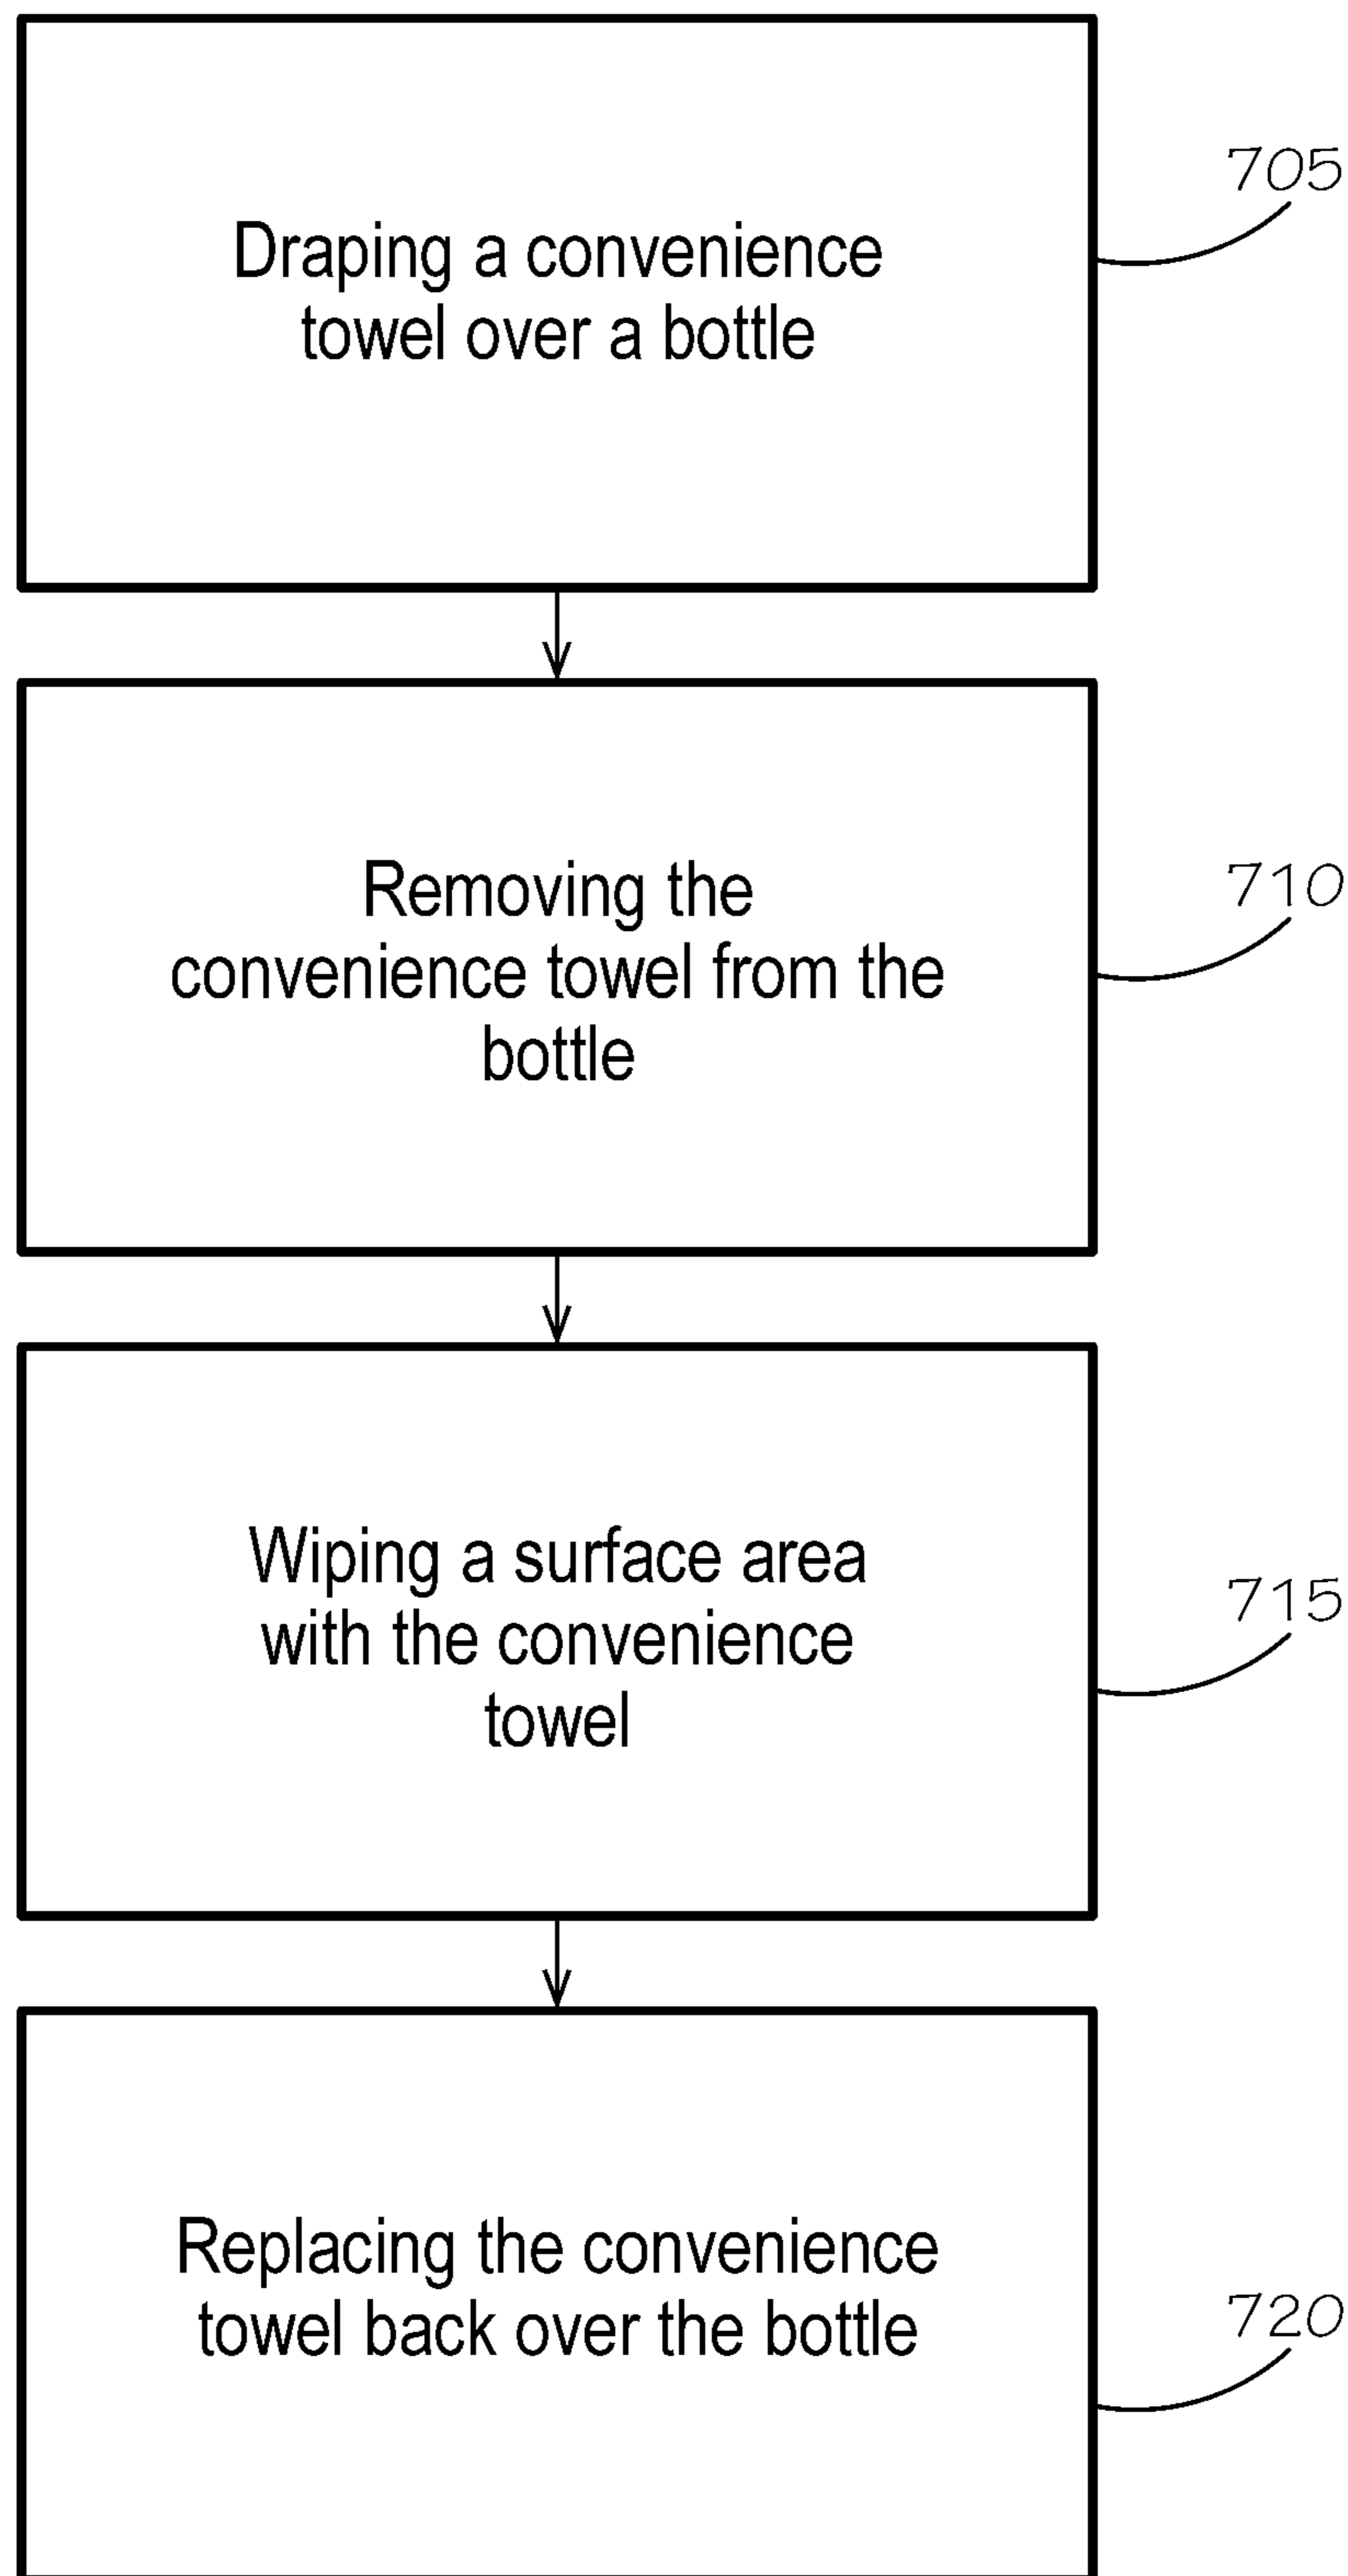 705
Draping a convenience
towel over a bottle
710
Removing the
convenience towel from the
bottle
715
Wiping a surface area
with the convenience
towel
720
Replacing the convenience
towel back over the bottle